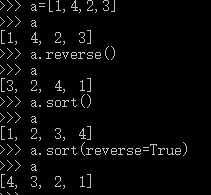 >>> a=[1,4,2,3]
>>> a
[1, 4, 2, 3]
>>> a.reverse()
>>> a
[3, 2, 4, 1]
>>> a.sort()
>>> a
[1, 2, 3, 4]
>>> a.sort(reverse=True)
>>> a
[4, 3, 2, 1]